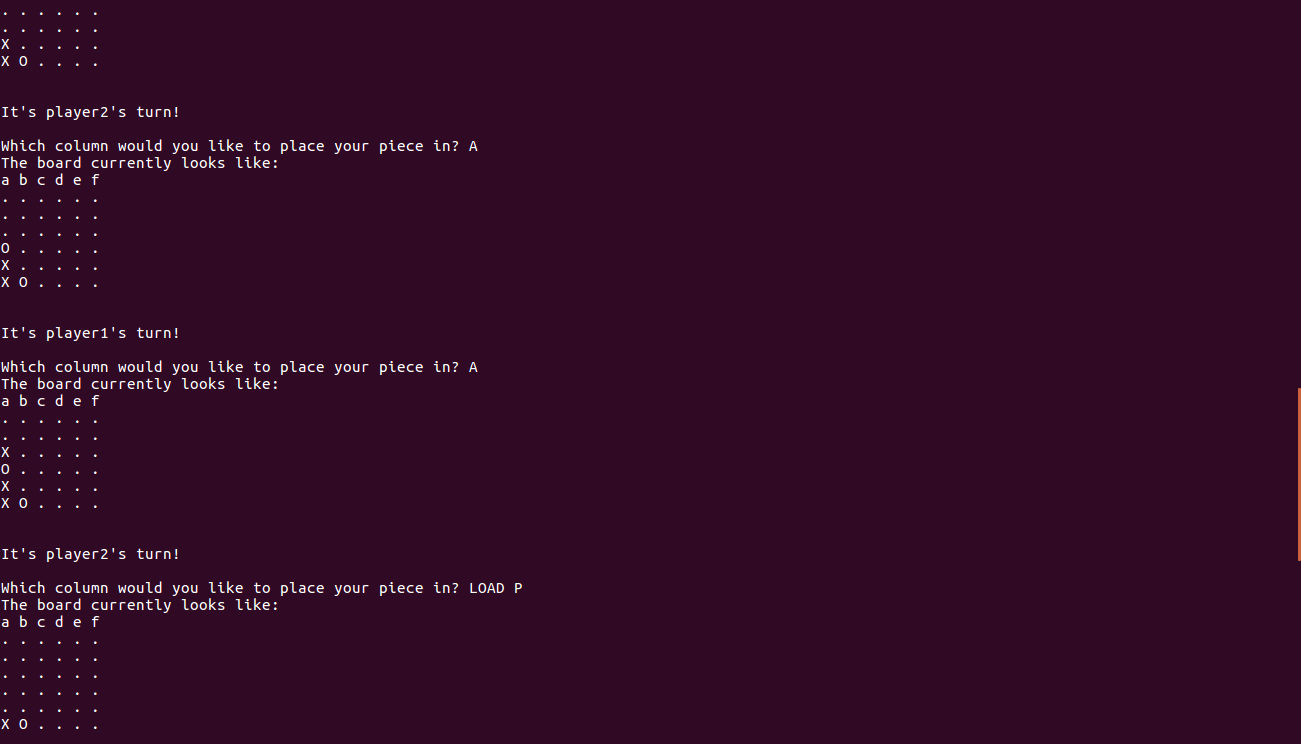 . . . . . .
. . . . . .
X . . . . .
X O . . . .
It's player2's turn!
Which column would you like to place your piece in? A
The board currently looks like:
a b c d e f
. . . . . .
. . . . . .
. . . . . .
O . . . . .
X . . . . .
X O . . . .
It's player1's turn!
Which column would you like to place your piece in? A
The board currently looks like:
a b c d e f
. . . . . .
. . . . . .
X . . . . .
O . . . . .
X . . . . .
X O . . . .
It's player2's turn!
Which column would you like to place your piece in? LOAD P
The board currently looks like:
a b c d e f
. . . . . .
. . . . . .
. . . . . .
. . . . . .
. . . . . .
X O . . . .